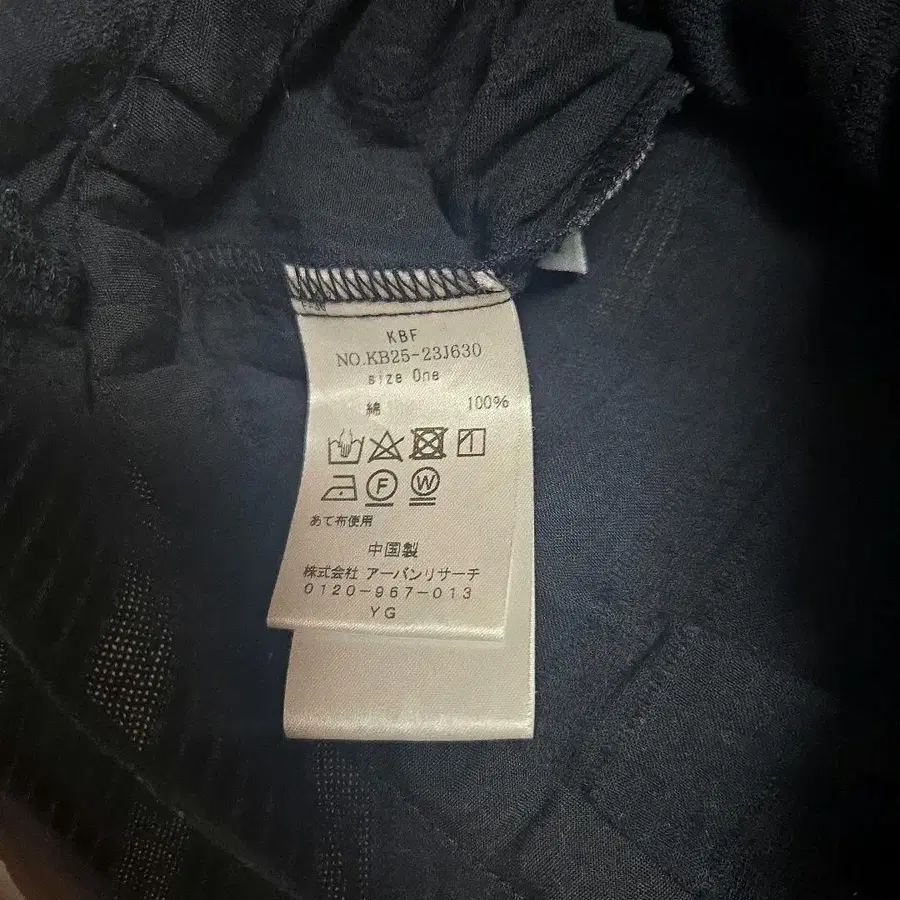 KBF
NO.KB25-23J630
size One
綿 100%
F W
あて布使用
中国製
株式会社 アーバンリサーチ
0120-967-013
YG